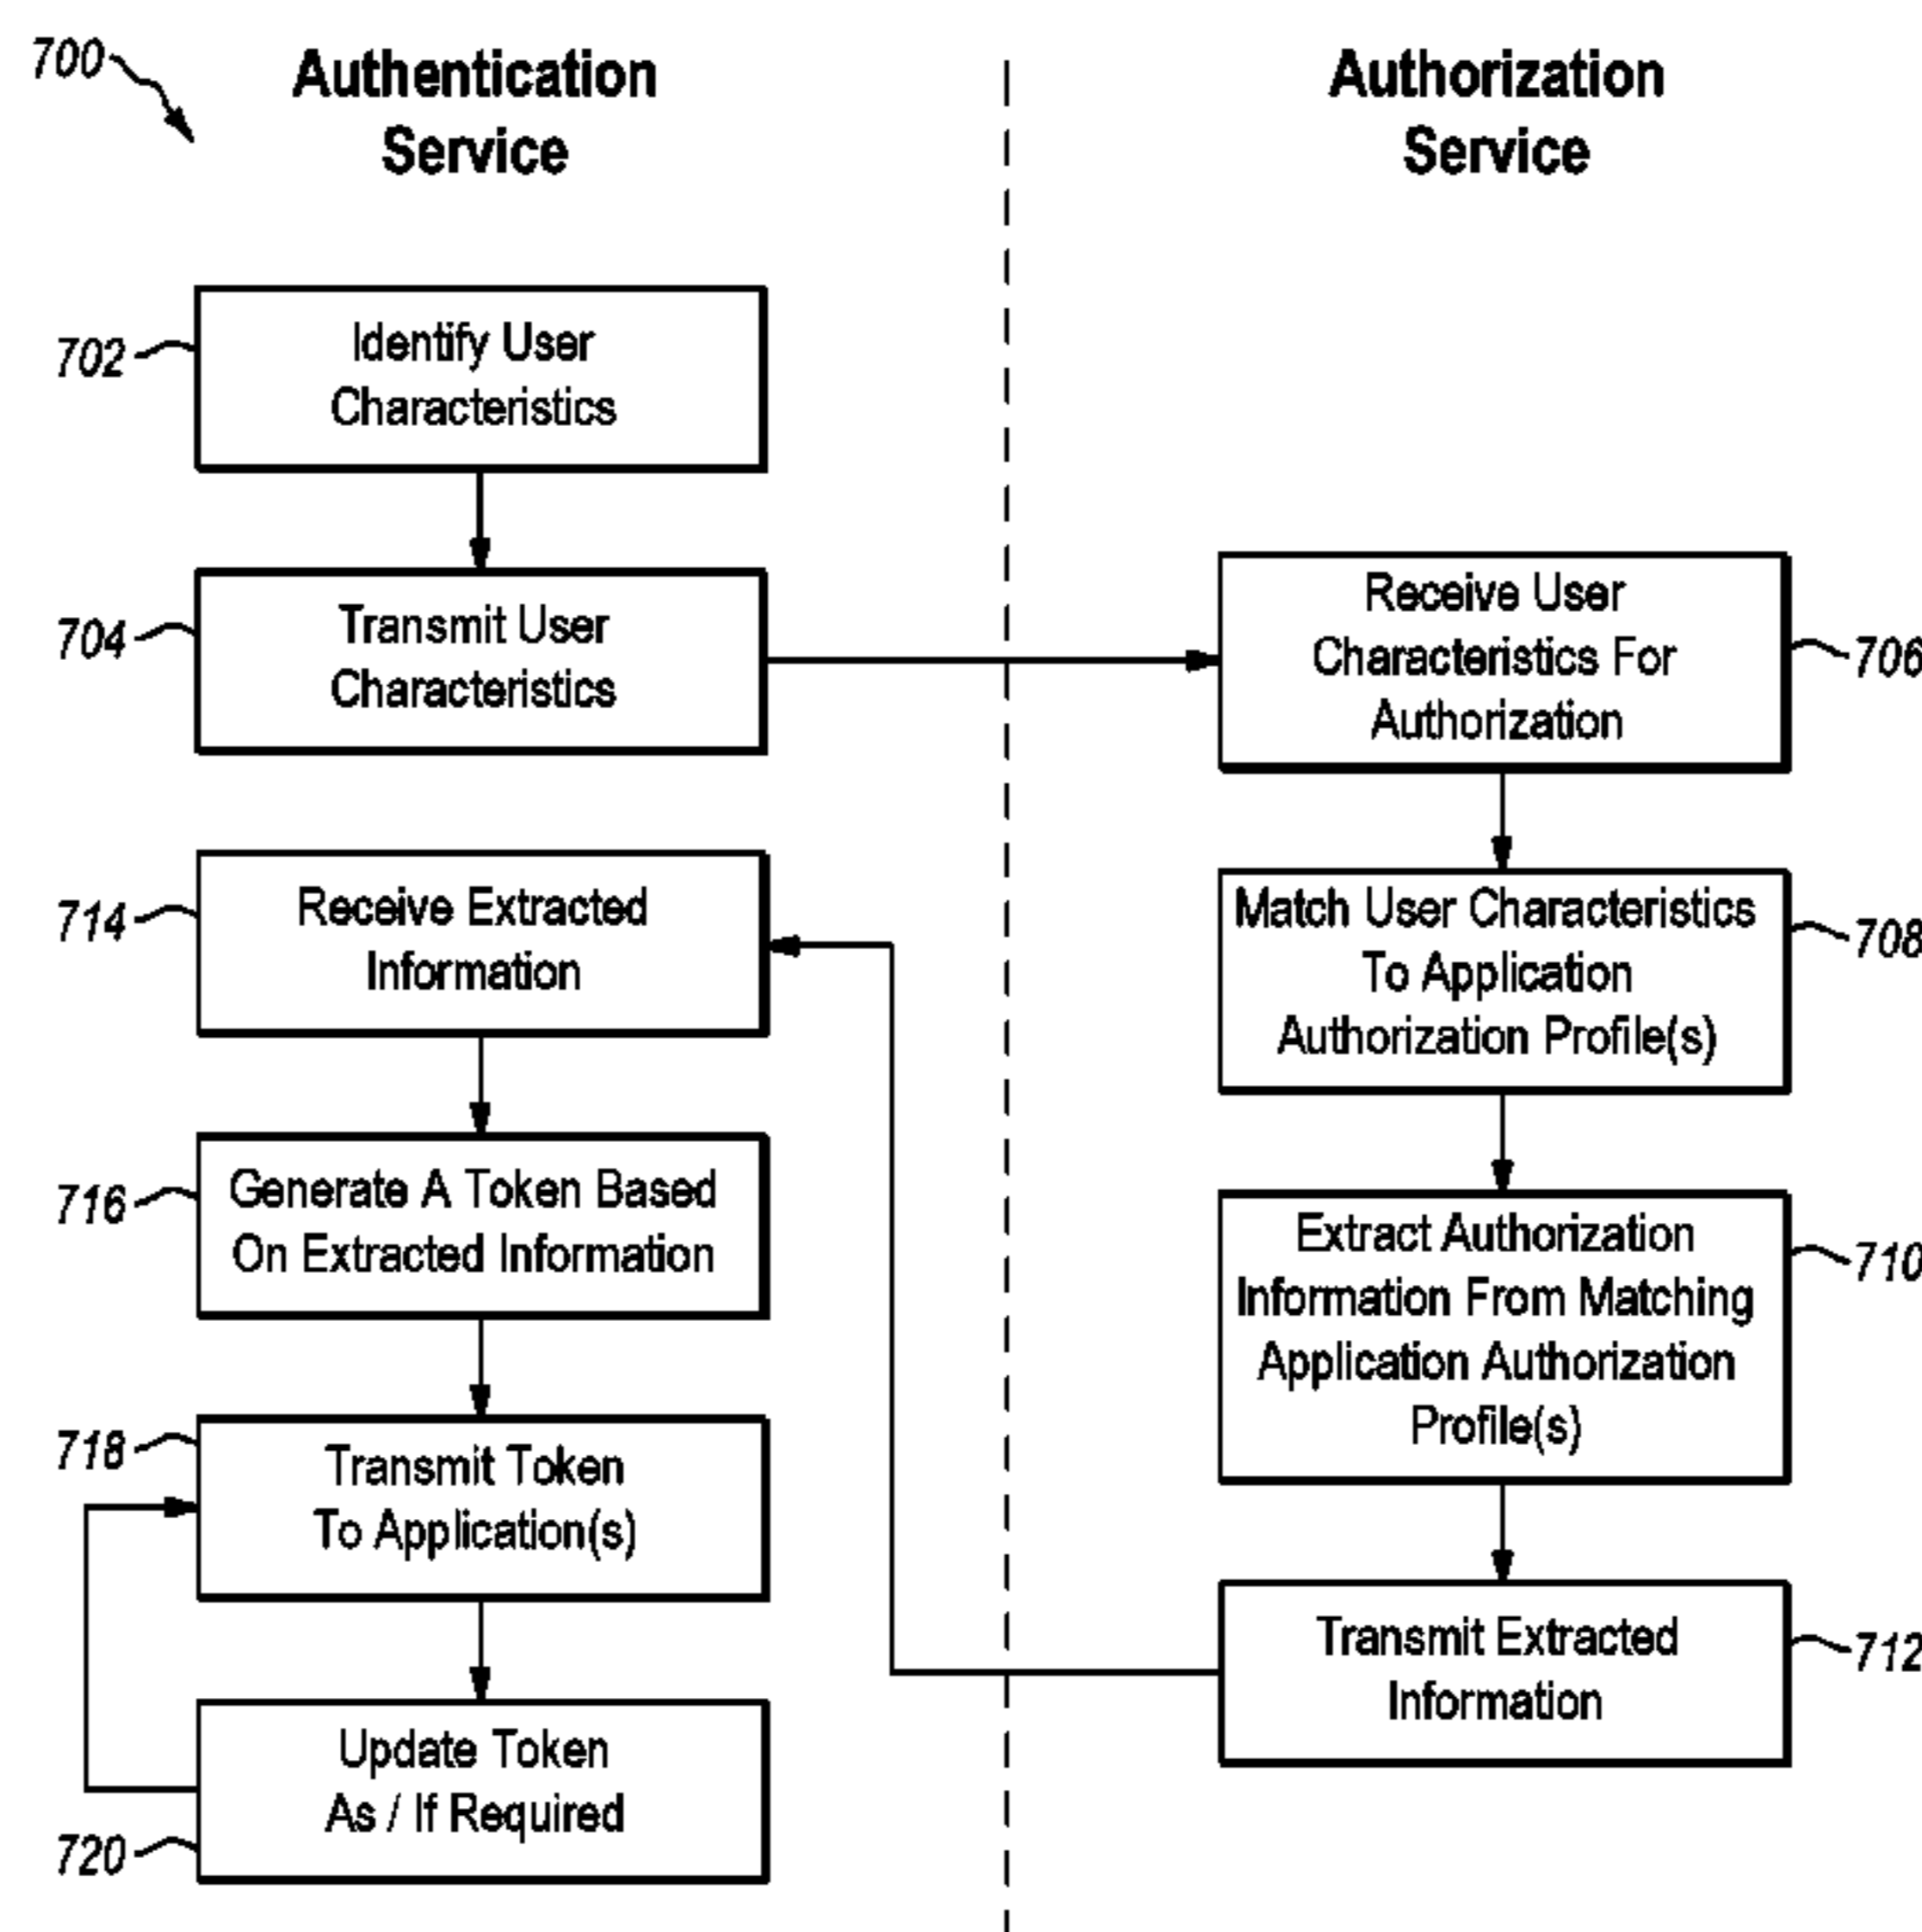 700
Authentication
Service
Authorization
Service
702
Identify User
Characteristics
704
Transmit User
Characteristics
Receive User
Characteristics For
Authorization
706
Match User Characteristics
To Application
Authorization Profile(s)
708
Extract Authorization
Information From Matching
Application Authorization
Profile(s)
710
Transmit Extracted
Information
712
714
Receive Extracted
Information
716
Generate A Token Based
On Extracted Information
718
Transmit Token
To Application(s)
Update Token
As / If Required
720